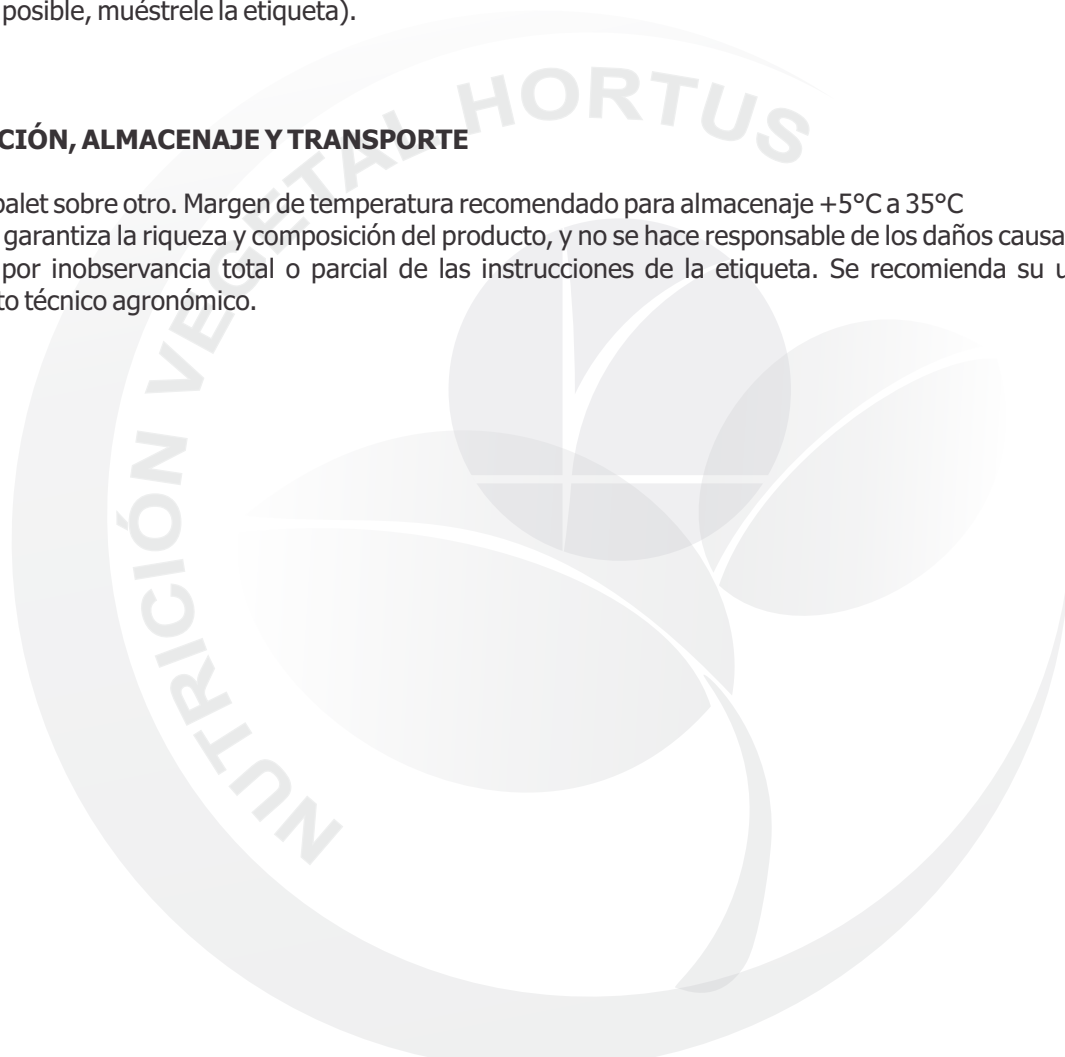 posible, muéstrele la etiqueta).
NUTRICIÓN VEGETAL HORTUS
CIÓN, ALMACENAJE Y TRANSPORTE
palet sobre otro. Margen de temperatura recomendado para almacenaje +5°C a 35°C
garantiza la riqueza y composición del producto, y no se hace responsable de los daños causa
por inobservancia total o parcial de las instrucciones de la etiqueta. Se recomienda su u
to técnico agronómico.